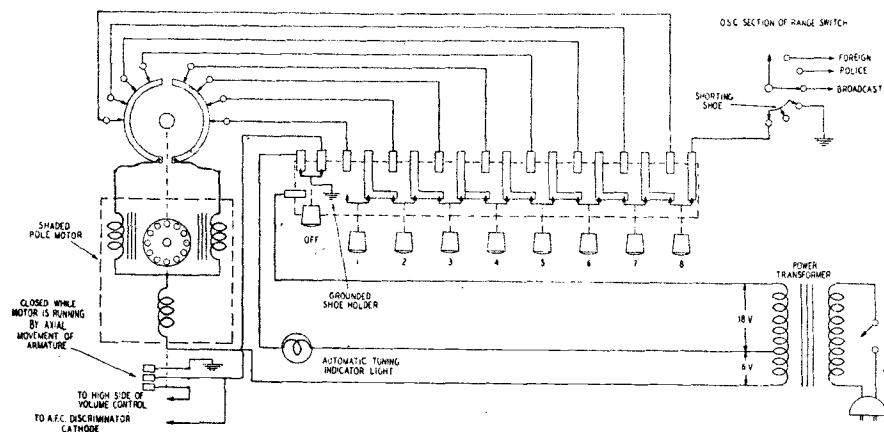 O.S.C. SECTION OF RANGE SWITCH
FOREIGN
POLICE
BROADCAST
SHORTING
SHOE
SHADED
POLE MOTOR
OFF
1
2
3
4
5
6
7
8
GROUNDED
SHOE HOLDER
POWER
TRANSFORMER
CLOSED WHILE
MOTOR IS RUNNING
BY AXIAL
MOVEMENT OF
ARMATURE
18 V
6 V
AUTOMATIC TUNING
INDICATOR LIGHT
TO HIGH SIDE OF
VOLUME CONTROL
TO A.F.C. DISCRIMINATOR
CATHODE